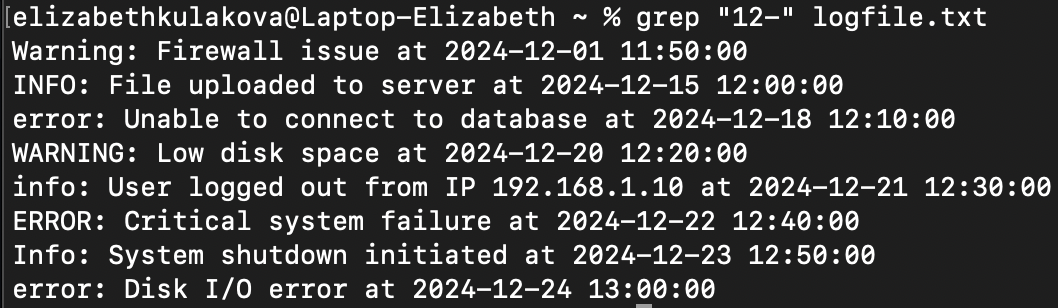 [elizabethkulakova@Laptop-Elizabeth ~ % grep "12-" logfile.txt
Warning: Firewall issue at 2024-12-01 11:50:00
INFO: File uploaded to server at 2024-12-15 12:00:00
error: Unable to connect to database at 2024-12-18 12:10:00
WARNING: Low disk space at 2024-12-20 12:20:00
info: User logged out from IP 192.168.1.10 at 2024-12-21 12:30:00
ERROR: Critical system failure at 2024-12-22 12:40:00
Info: System shutdown initiated at 2024-12-23 12:50:00
error: Disk I/O error at 2024-12-24 13:00:00